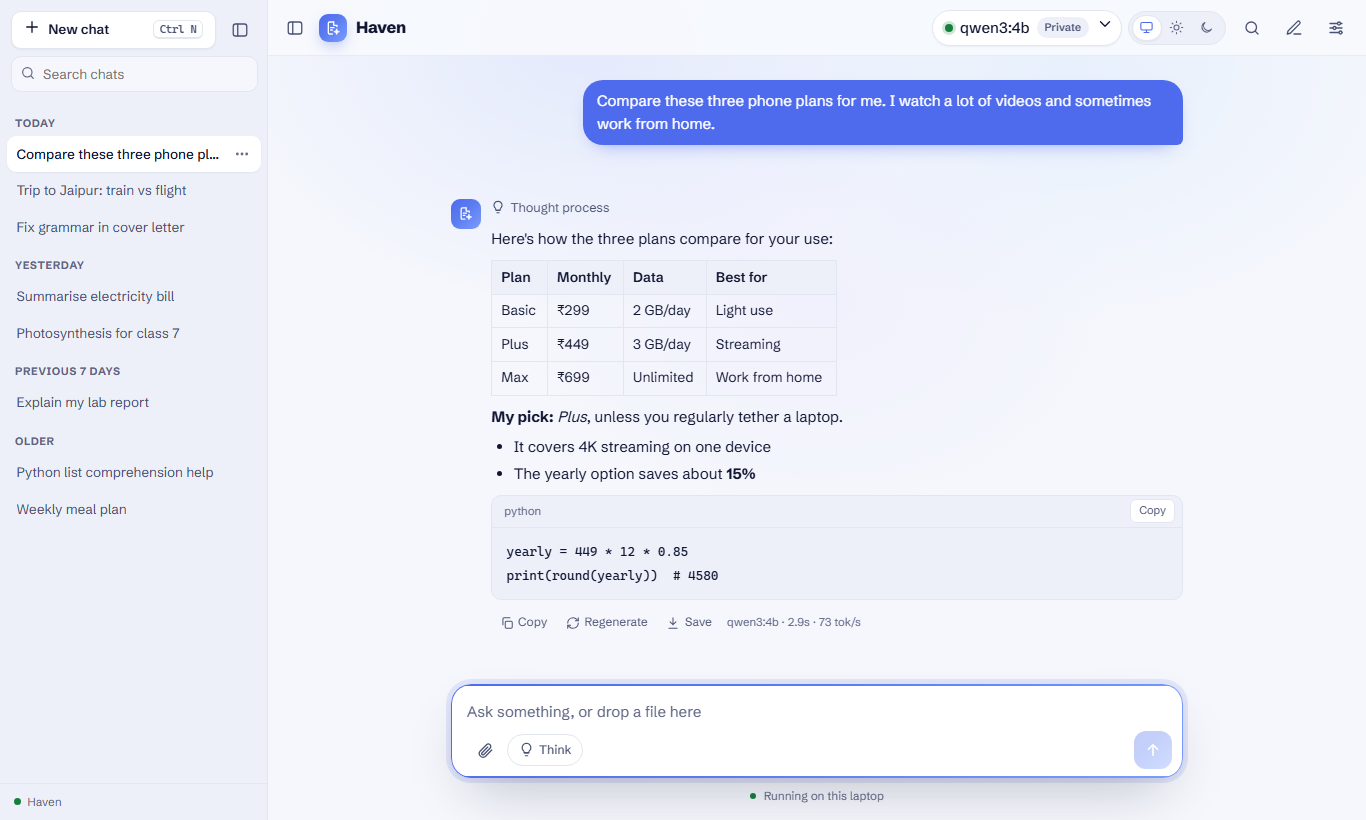 New chat
Ctrl N
Search chats
TODAY
Compare these three phone pl...
Trip to Jaipur: train vs flight
Fix grammar in cover letter
YESTERDAY
Summarise electricity bill
Photosynthesis for class 7
PREVIOUS 7 DAYS
Explain my lab report
OLDER
Python list comprehension help
Weekly meal plan
Haven
Haven
qwen3:4b Private
Compare these three phone plans for me. I watch a lot of videos and sometimes
work from home.
Thought process
Here's how the three plans compare for your use:
Plan Monthly Data Best for
Basic ₹299 2 GB/day Light use
Plus ₹449 3 GB/day Streaming
Max ₹699 Unlimited Work from home
My pick: Plus, unless you regularly tether a laptop.
• It covers 4K streaming on one device
• The yearly option saves about 15%
python Copy
yearly = 449 * 12 * 0.85
print(round(yearly))  # 4580
Copy Regenerate Save qwen3:4b · 2.9s · 73 tok/s
Ask something, or drop a file here
Think
Running on this laptop